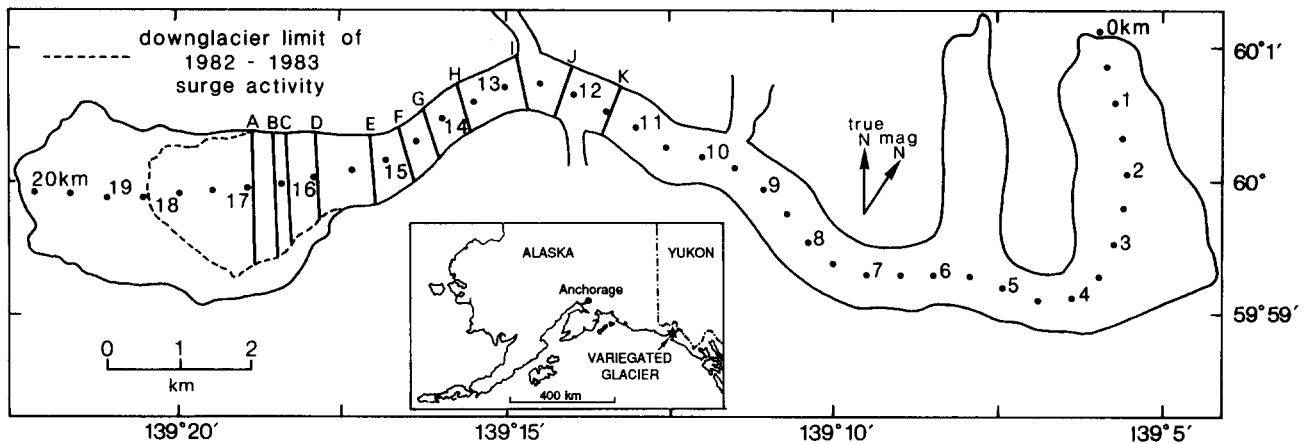 downglacier limit of
1982 - 1983
surge activity
0km
60°1′
I
J
H
K
13
12
1
G
F
14
11
true
N
mag
N
A
B
C
D
E
15
10
2
60°
20km
19
18
17
16
9
8
3
7
6
5
4
59°59′
0
1
2
km
ALASKA
YUKON
Anchorage
VARIEGATED
GLACIER
400 km
139°20′
139°15′
139°10′
139°5′